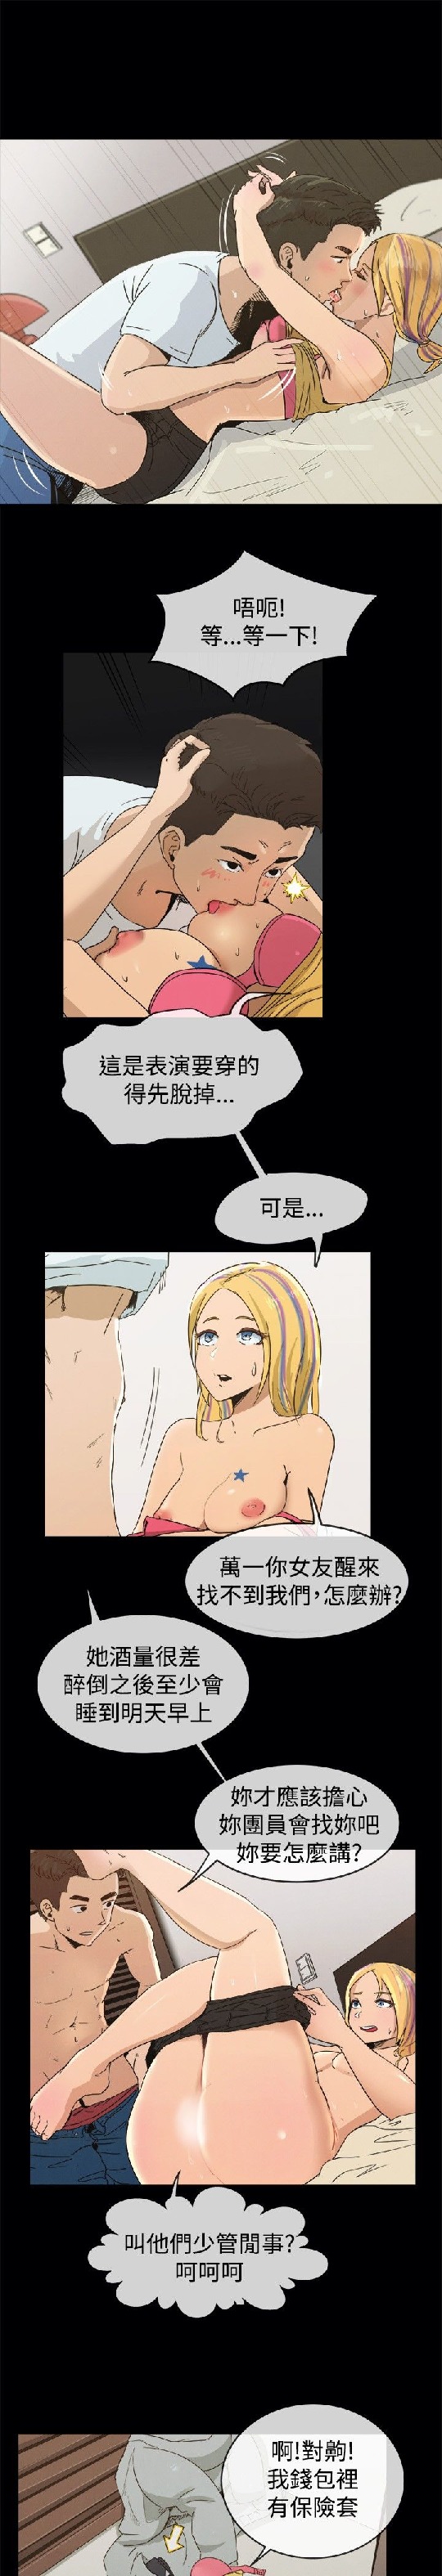 唔呃!
等...等一下!
這是表演要穿的
得先脫掉...
可是...
萬一你女友醒來
找不到我們，怎麼辦?
她酒量很差
醉倒之後至少會
睡到明天早上
妳才應該擔心
妳團員會找妳吧
妳要怎麼講?
叫他們少管閒事?
呵呵呵
啊!對齁!
我錢包裡
有保險套